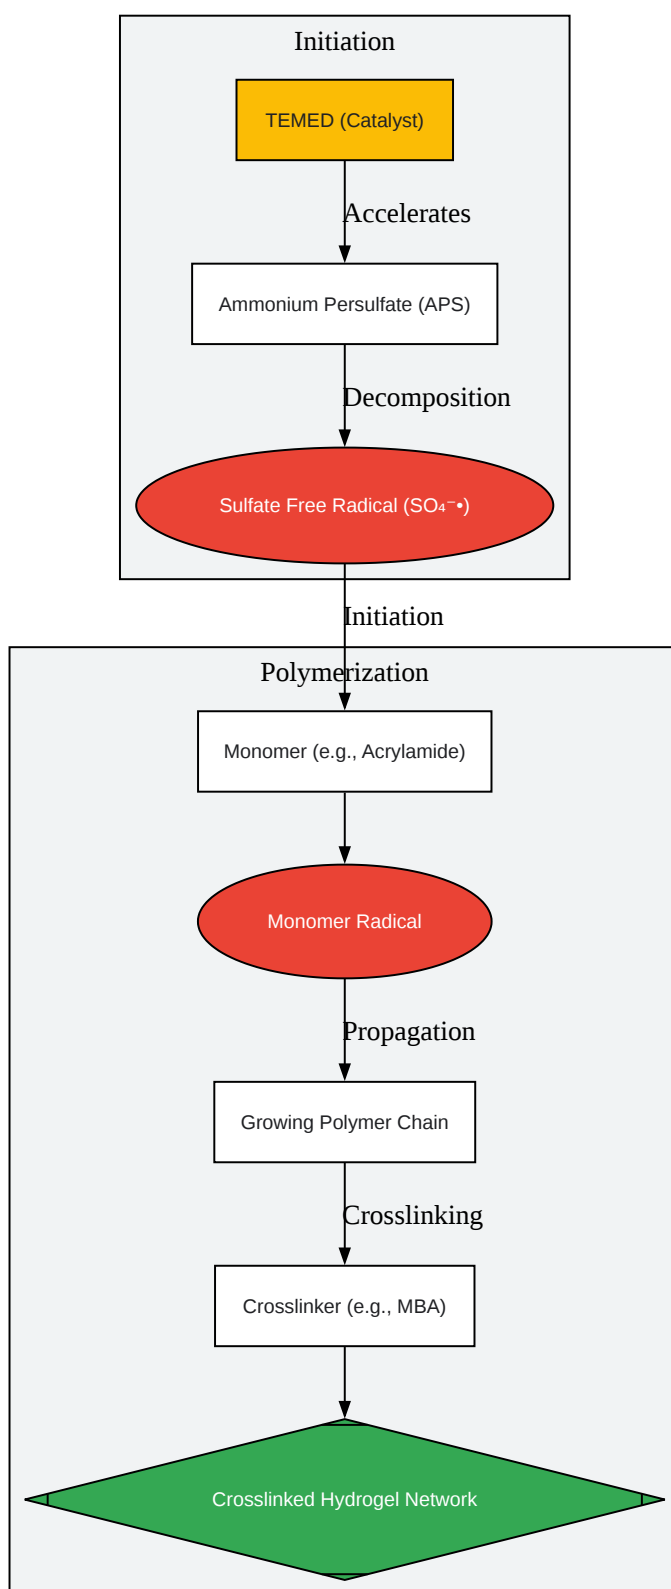 Initiation
TEMED (Catalyst)
Accelerates
Ammonium Persulfate (APS)
Decomposition
Sulfate Free Radical (SO₄⁻•)
Initiation
Polymerization
Monomer (e.g., Acrylamide)
Monomer Radical
Propagation
Growing Polymer Chain
Crosslinking
Crosslinker (e.g., MBA)
Crosslinked Hydrogel Network